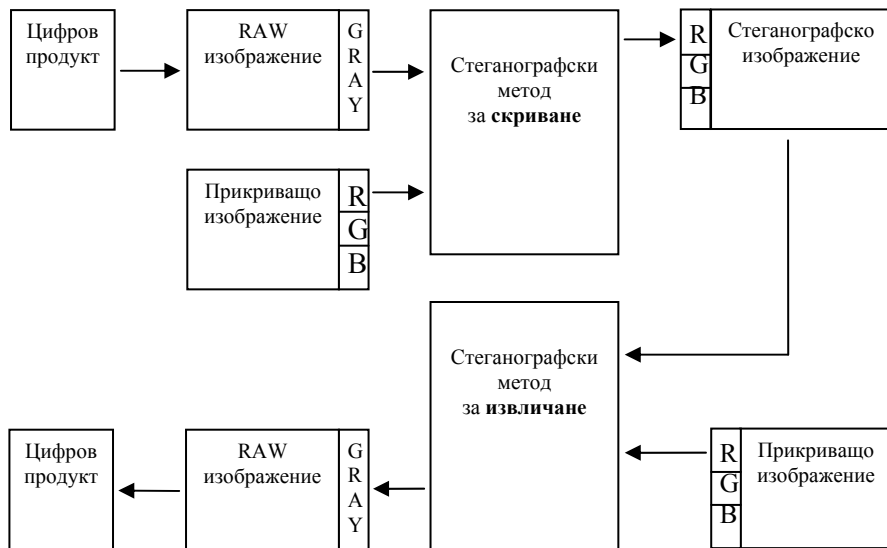 Цифров
продукт
RAW
изображение
G
R
A
Y
Стеганографски
метод
за скриване
R
G
B
Стеганографско
изображение
Прикриващо
изображение
R
G
B
Стеганографски
метод
за извличане
Цифров
продукт
RAW
изображение
G
R
A
Y
R
G
B
Прикриващо
изображение